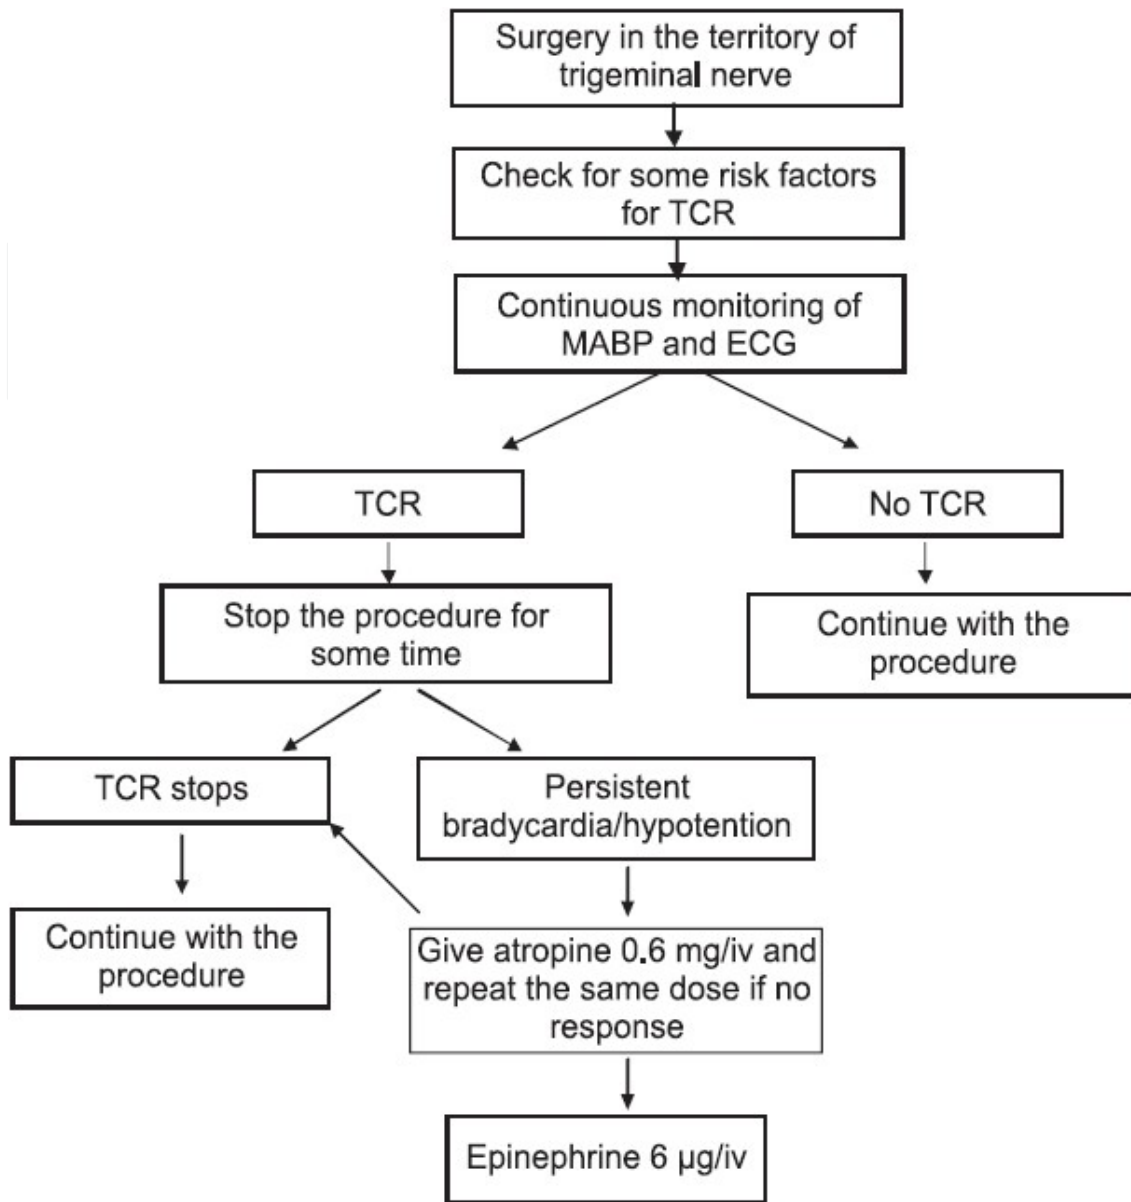 Surgery in the territory of
trigeminal nerve
Check for some risk factors
for TCR
Continuous monitoring of
MABP and ECG
TCR
No TCR
Stop the procedure for
some time
Continue with the
procedure
TCR stops
Persistent
bradycardia/hypotention
Continue with the
procedure
Give atropine 0.6 mg/iv and
repeat the same dose if no
response
Epinephrine 6 µg/iv